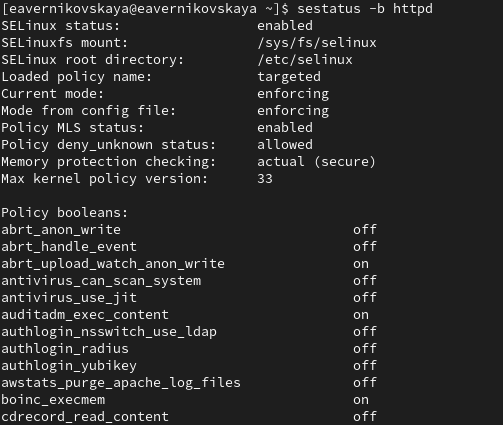 [eavernikovskaya@eavernikovskaya ~]$ sestatus -b httpd
SELinux status:                 enabled
SELinuxfs mount:                /sys/fs/selinux
SELinux root directory:         /etc/selinux
Loaded policy name:             targeted
Current mode:                   enforcing
Mode from config file:          enforcing
Policy MLS status:              enabled
Policy deny_unknown status:     allowed
Memory protection checking:     actual (secure)
Max kernel policy version:      33

Policy booleans:
abrt_anon_write                             off
abrt_handle_event                           off
abrt_upload_watch_anon_write                on
antivirus_can_scan_system                   off
antivirus_use_jit                           off
auditadm_exec_content                       on
authlogin_nsswitch_use_ldap                 off
authlogin_radius                            off
authlogin_yubikey                           off
awstats_purge_apache_log_files              off
boinc_execmem                               on
cdrecord_read_content                       off